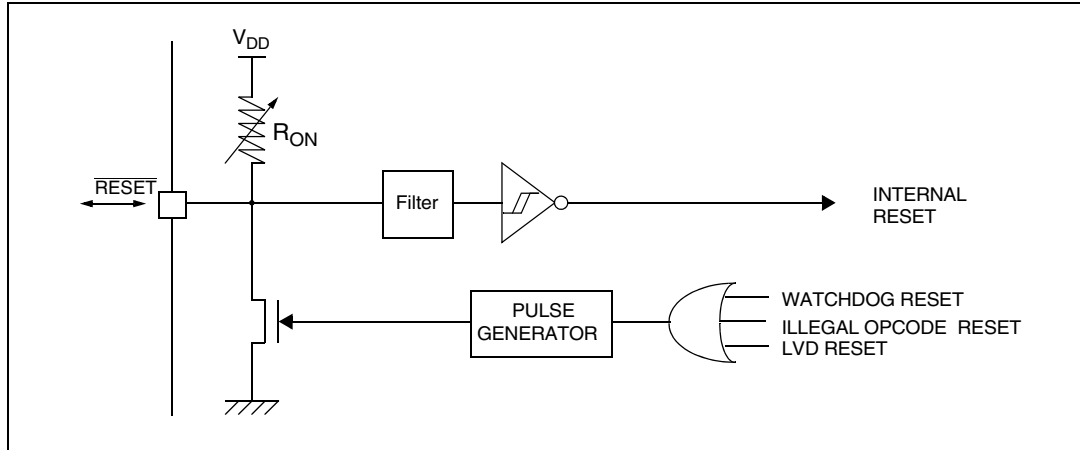 VDD
RON
RESET
Filter
INTERNAL
RESET
PULSE
GENERATOR
WATCHDOG RESET
ILLEGAL OPCODE RESET
LVD RESET